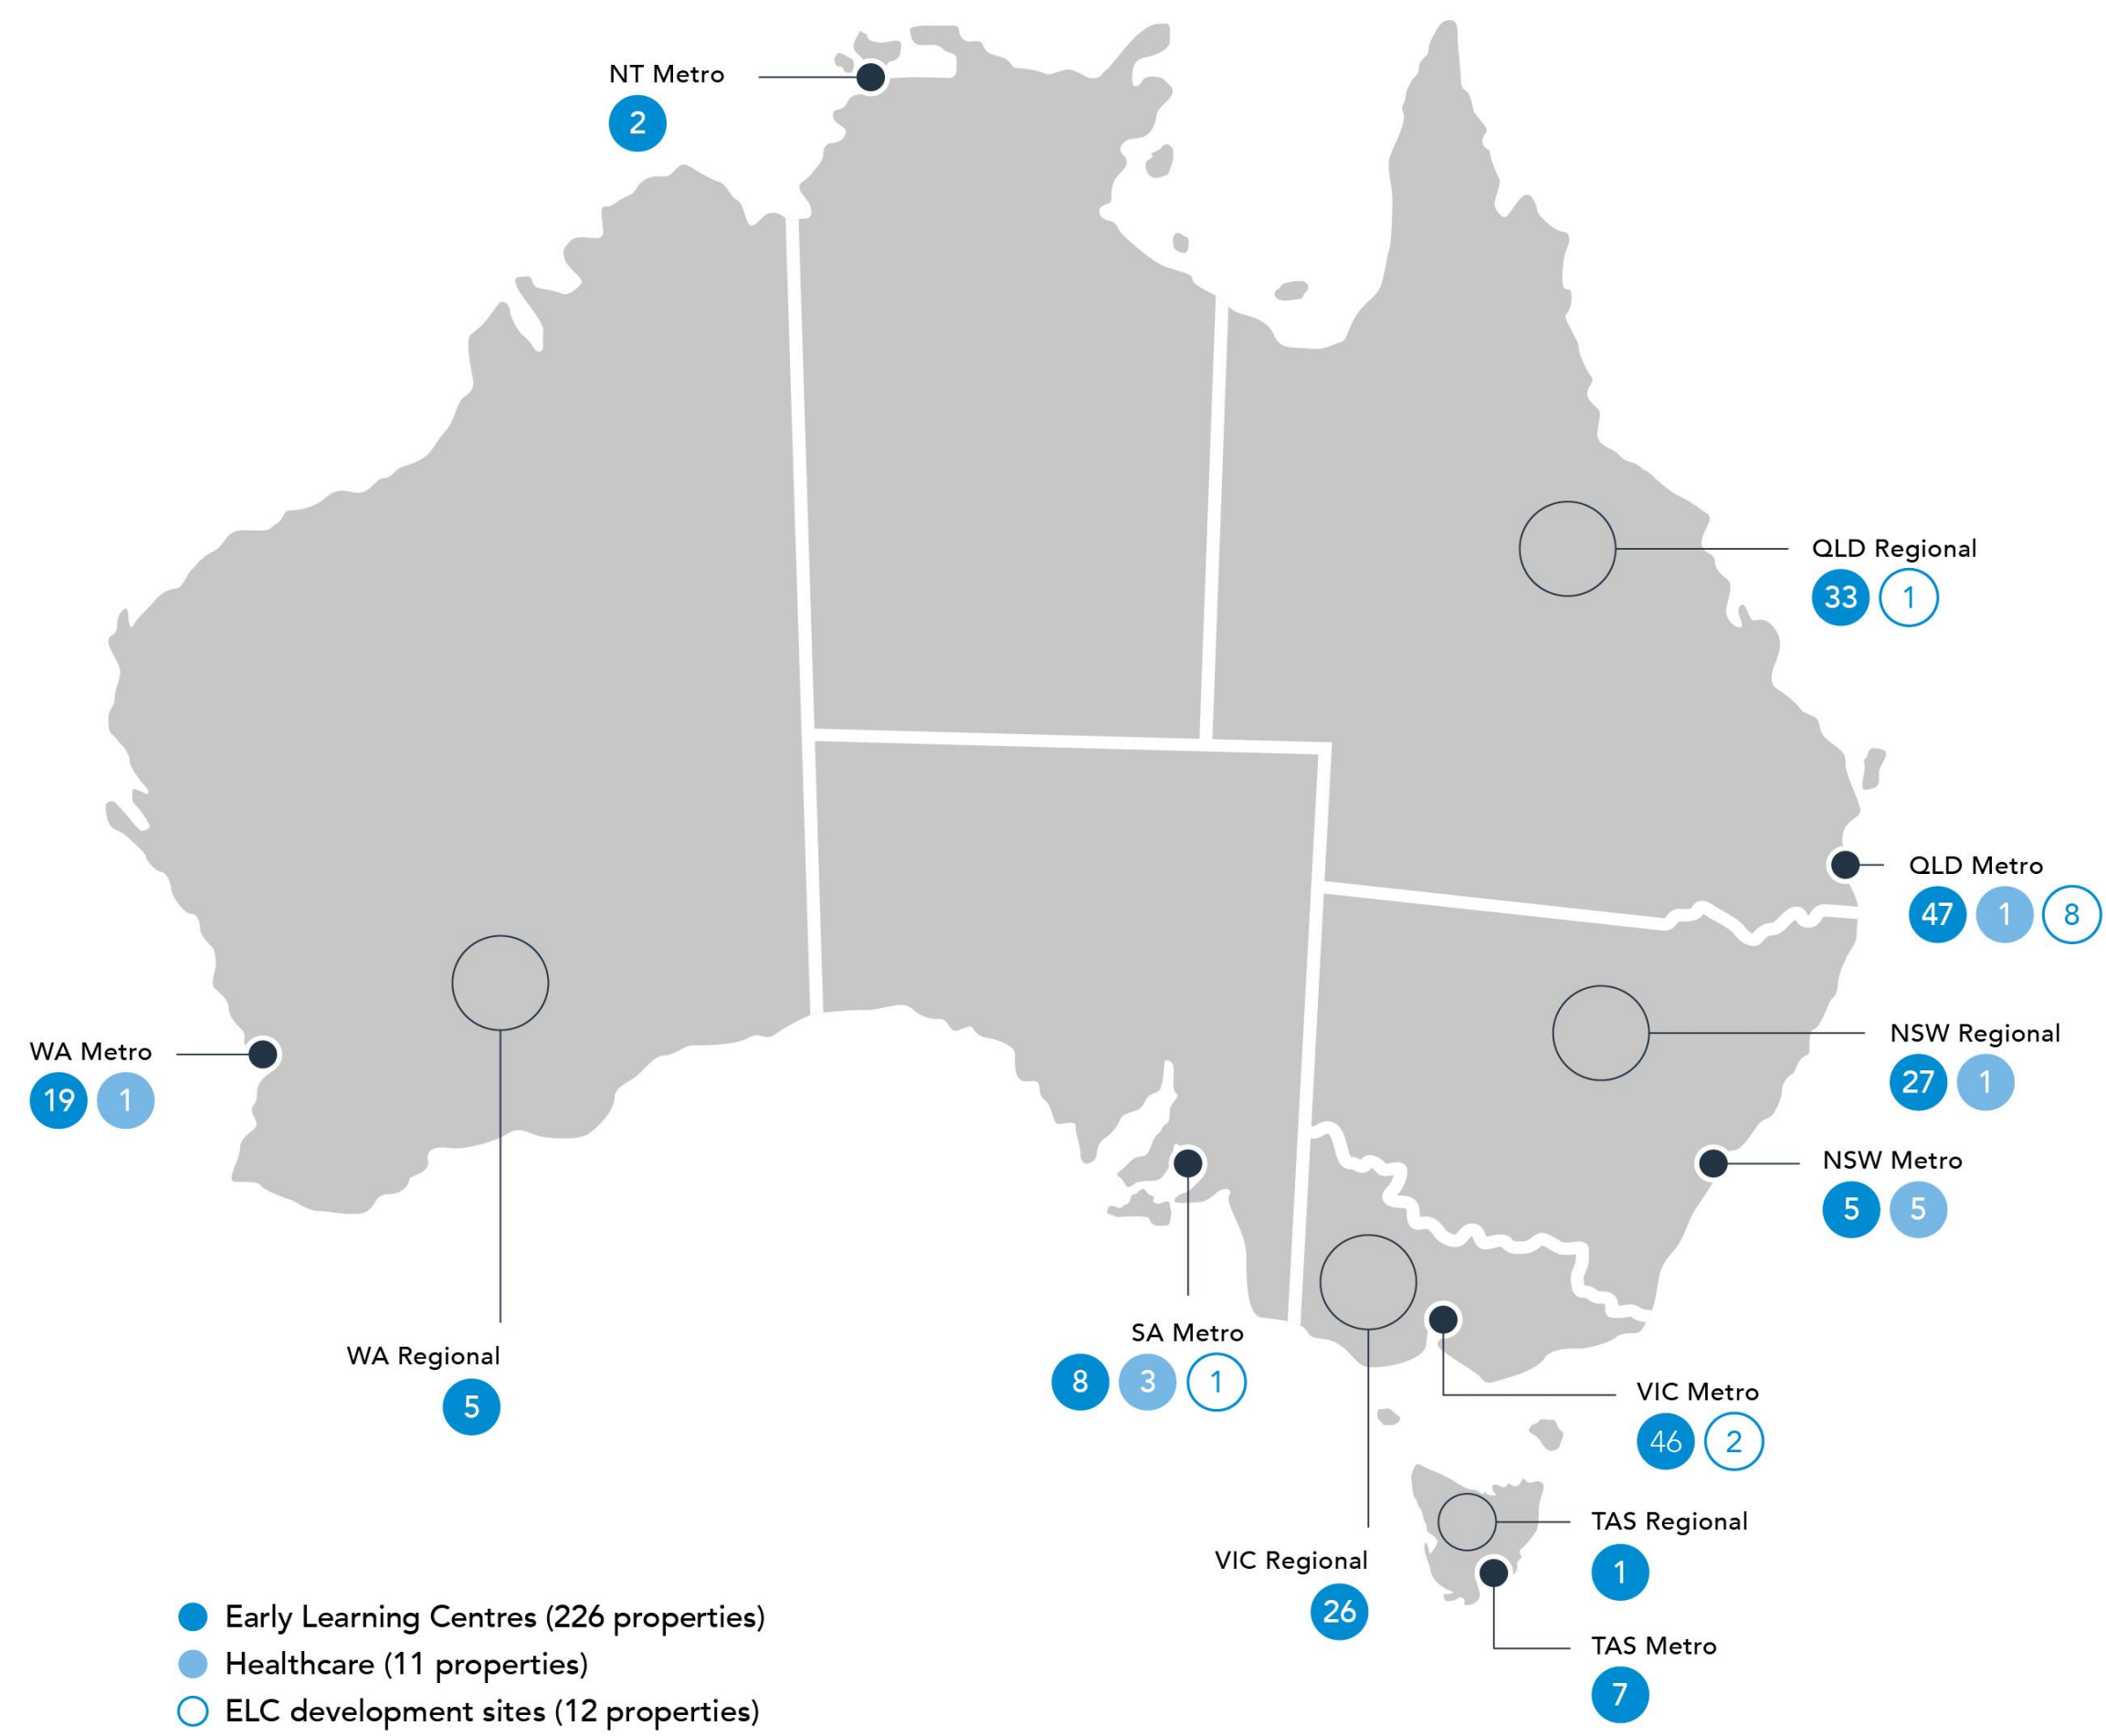 NT Metro
2
QLD Regional
33 1
QLD Metro
47 1 8
NSW Regional
27 1
WA Metro
19 1
NSW Metro
5 5
SA Metro
8 3 1
WA Regional
5
VIC Metro
46 2
TAS Regional
1
VIC Regional
26
TAS Metro
7
Early Learning Centres (226 properties)
Healthcare (11 properties)
ELC development sites (12 properties)